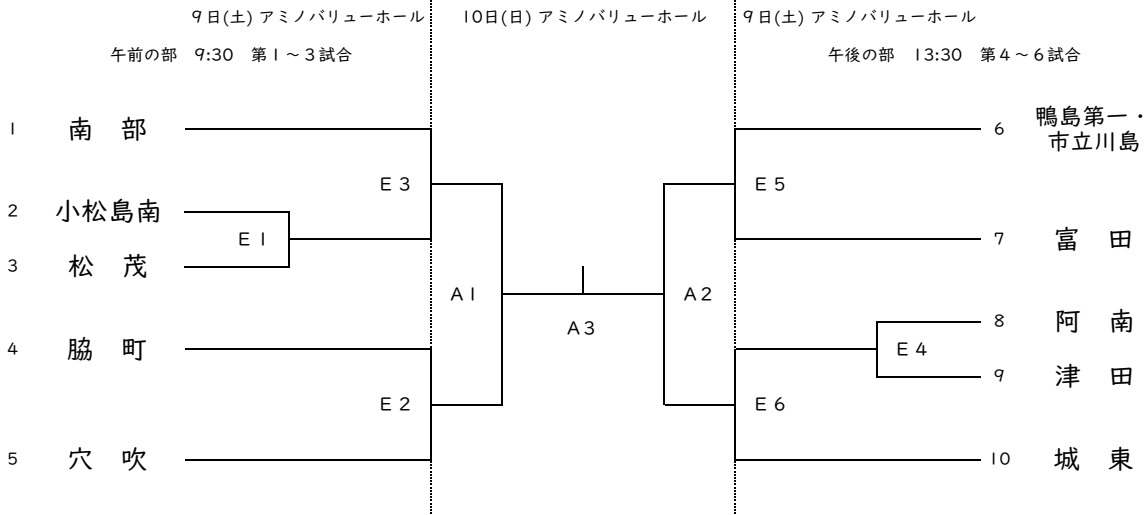 9日(土) アミノバリューホール
10日(日) アミノバリューホール
9日(土) アミノバリューホール
午前の部　9:30　第1～3試合
午後の部　13:30　第4～6試合
1 南　部
2 小松島南
3 松　茂
4 脇　町
5 穴　吹
E3
E1
E2
A1
A3
A2
E5
E4
E6
6 鴨島第一・
市立川島
7 富　田
8 阿　南
9 津　田
10 城　東